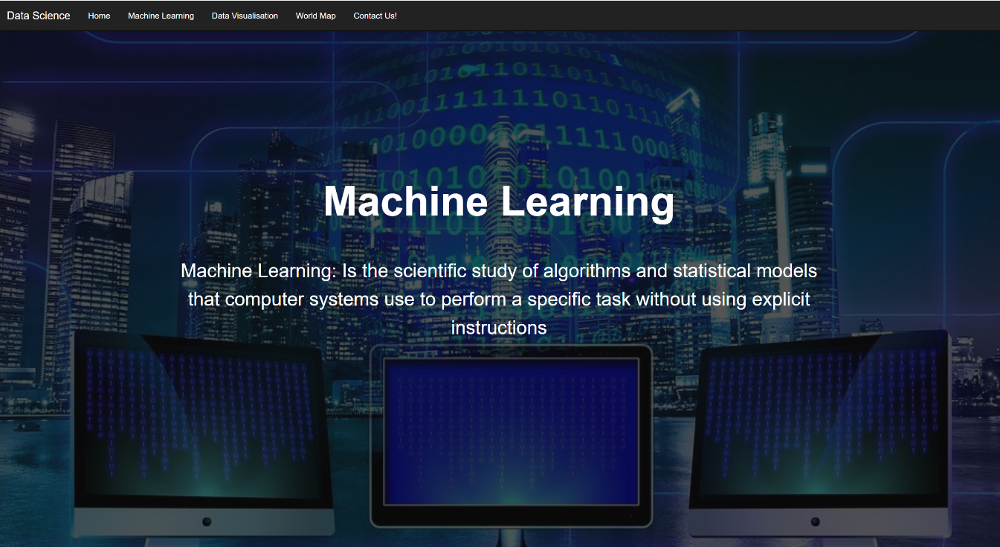 Data Science Home Machine Learning Data Visualisation World Map Contact Us!
Machine Learning
Machine Learning: Is the scientific study of algorithms and statistical models
that computer systems use to perform a specific task without using explicit
instructions